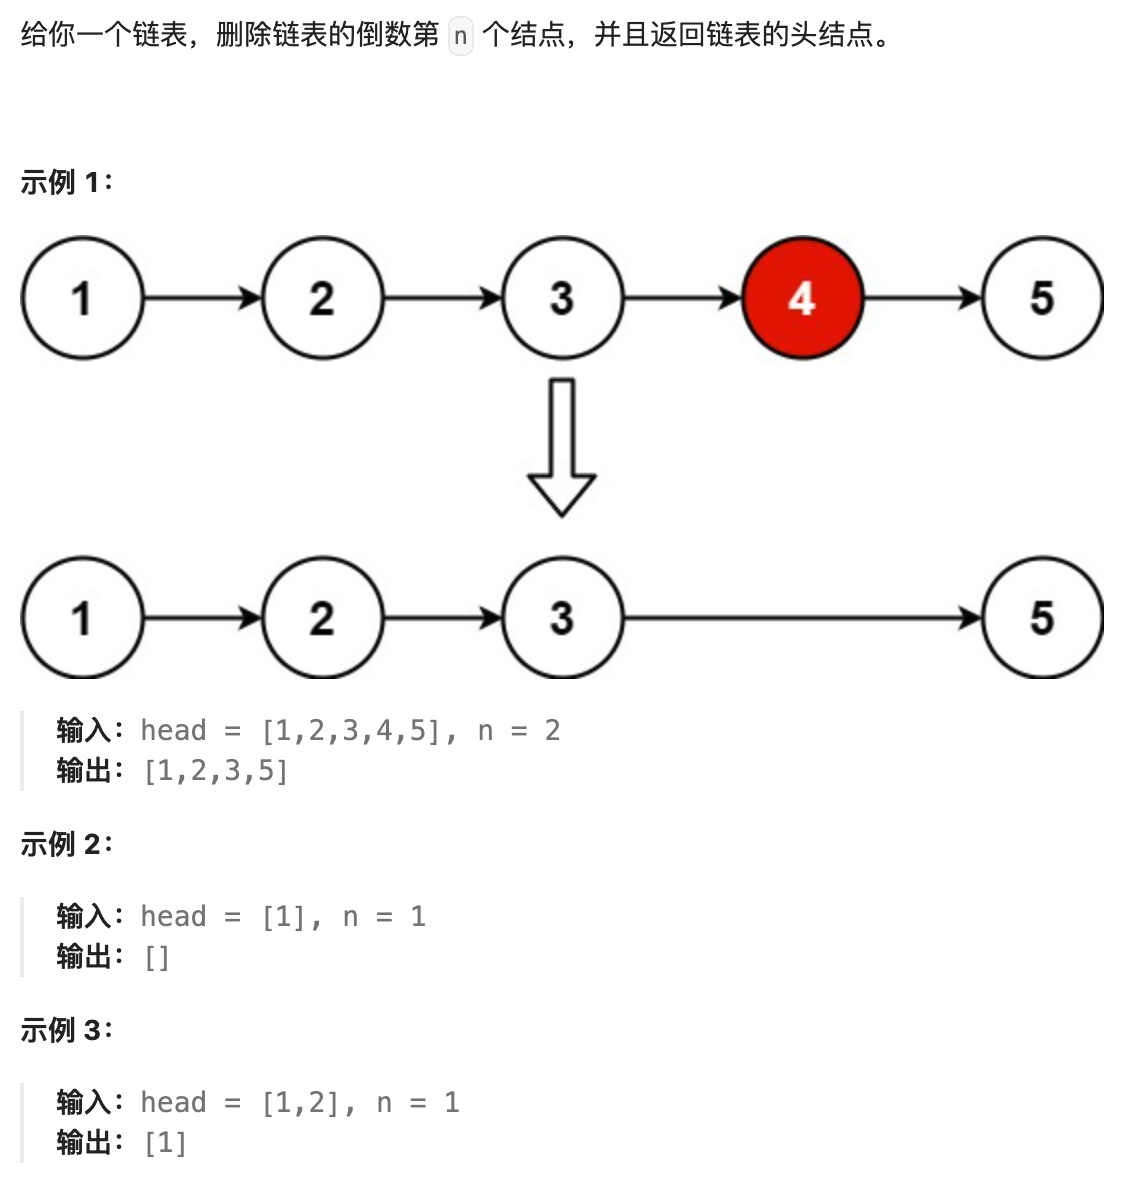 给你一个链表，删除链表的倒数第 n 个结点，并且返回链表的头结点。
示例 1：
1 2 3 4 5
1 2 3 5
输入：head = [1,2,3,4,5], n = 2
输出：[1,2,3,5]
示例 2：
输入：head = [1], n = 1
输出：[]
示例 3：
输入：head = [1,2], n = 1
输出：[1]